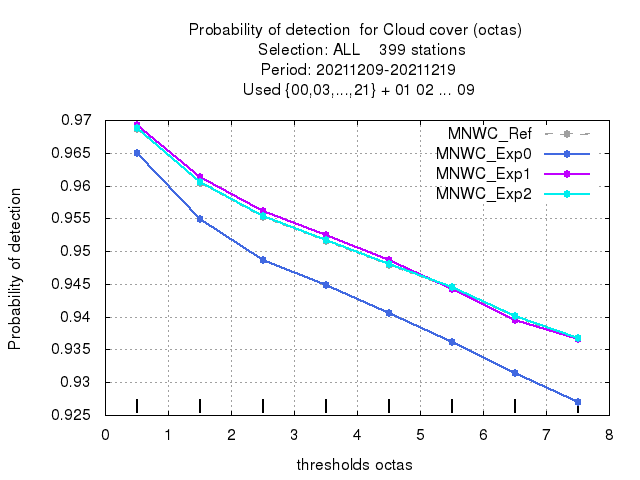 Probability of detection  for Cloud cover (octas)
Selection: ALL    399 stations
Period: 20211209-20211219
Used {00,03,...,21} + 01 02 ... 09
MNWC_Ref
MNWC_Exp0
MNWC_Exp1
MNWC_Exp2
Probability of detection
0.97
0.965
0.96
0.955
0.95
0.945
0.94
0.935
0.93
0.925
0 1 2 3 4 5 6 7 8
thresholds octas